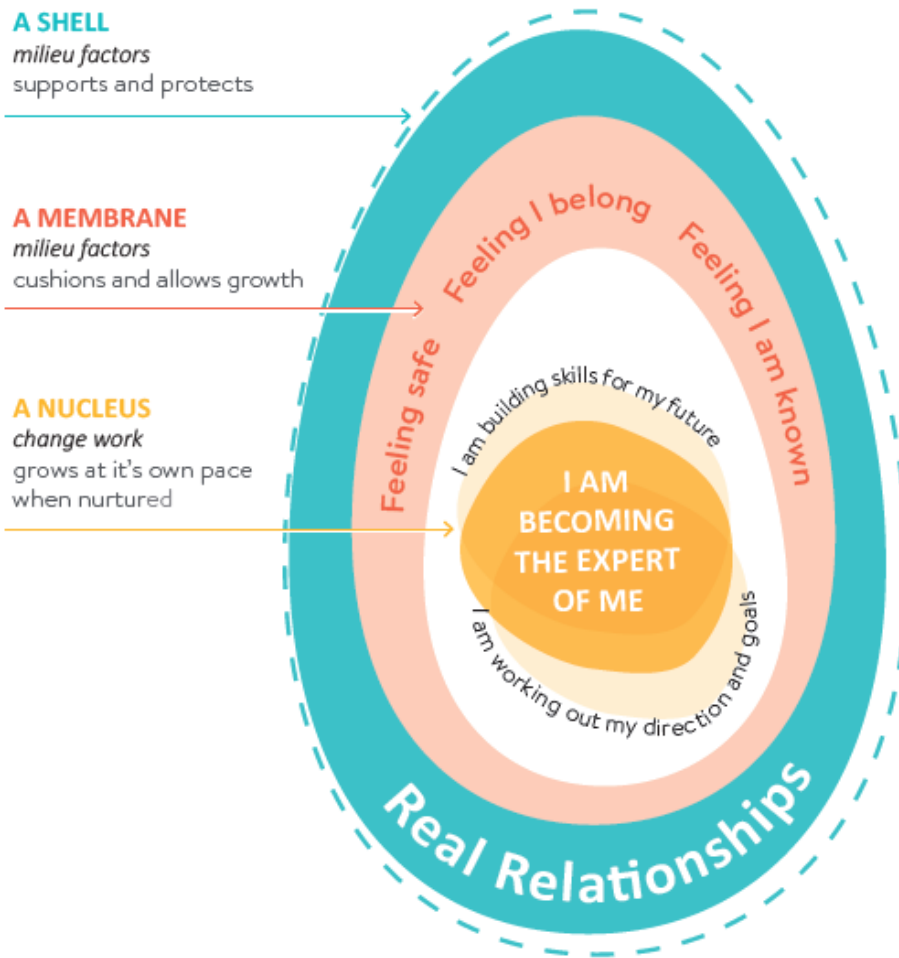 A SHELL
milieu factors
supports and protects
A MEMBRANE
milieu factors
cushions and allows growth
A NUCLEUS
change work
grows at it's own pace
when nurtured
Feeling safe
Feeling I belong
Feeling I am known
I am building skills for my future
I AM
BECOMING
THE EXPERT
OF ME
I am working out my direction and goals
Real Relationships